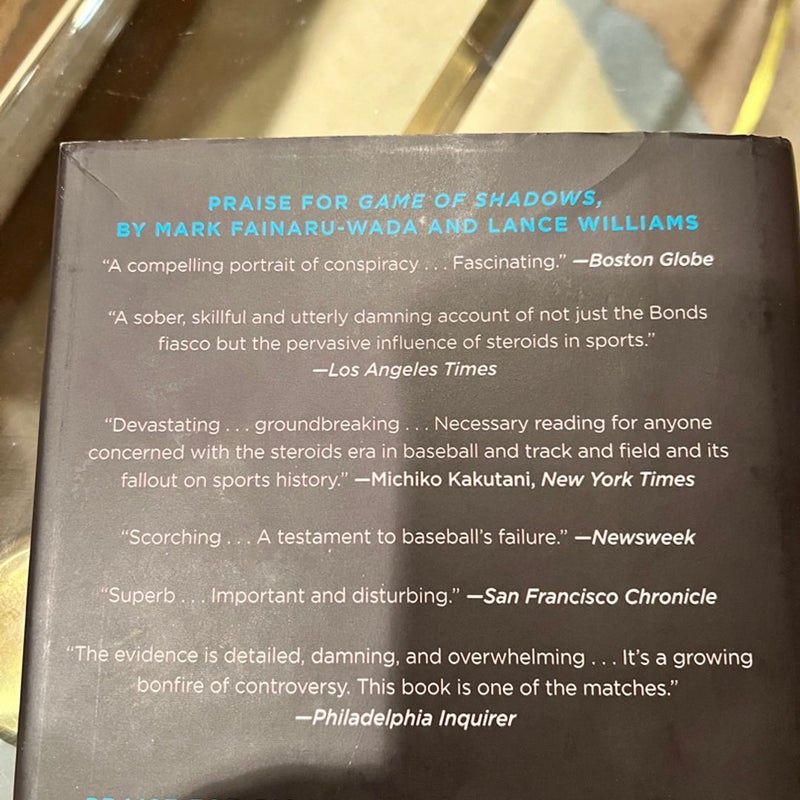 PRAISE FOR GAME OF SHADOWS,
BY MARK FAINARU-WADA AND LANCE WILLIAMS
“A compelling portrait of conspiracy . . . Fascinating.” —Boston Globe
“A sober, skillful and utterly damning account of not just the Bonds
fiasco but the pervasive influence of steroids in sports.”
—Los Angeles Times
“Devastating . . . groundbreaking . . . Necessary reading for anyone
concerned with the steroids era in baseball and track and field and its
fallout on sports history.” —Michiko Kakutani, New York Times
“Scorching . . . A testament to baseball’s failure.” —Newsweek
“Superb . . . Important and disturbing.” —San Francisco Chronicle
“The evidence is detailed, damning, and overwhelming . . . It’s a growing
bonfire of controversy. This book is one of the matches.”
—Philadelphia Inquirer